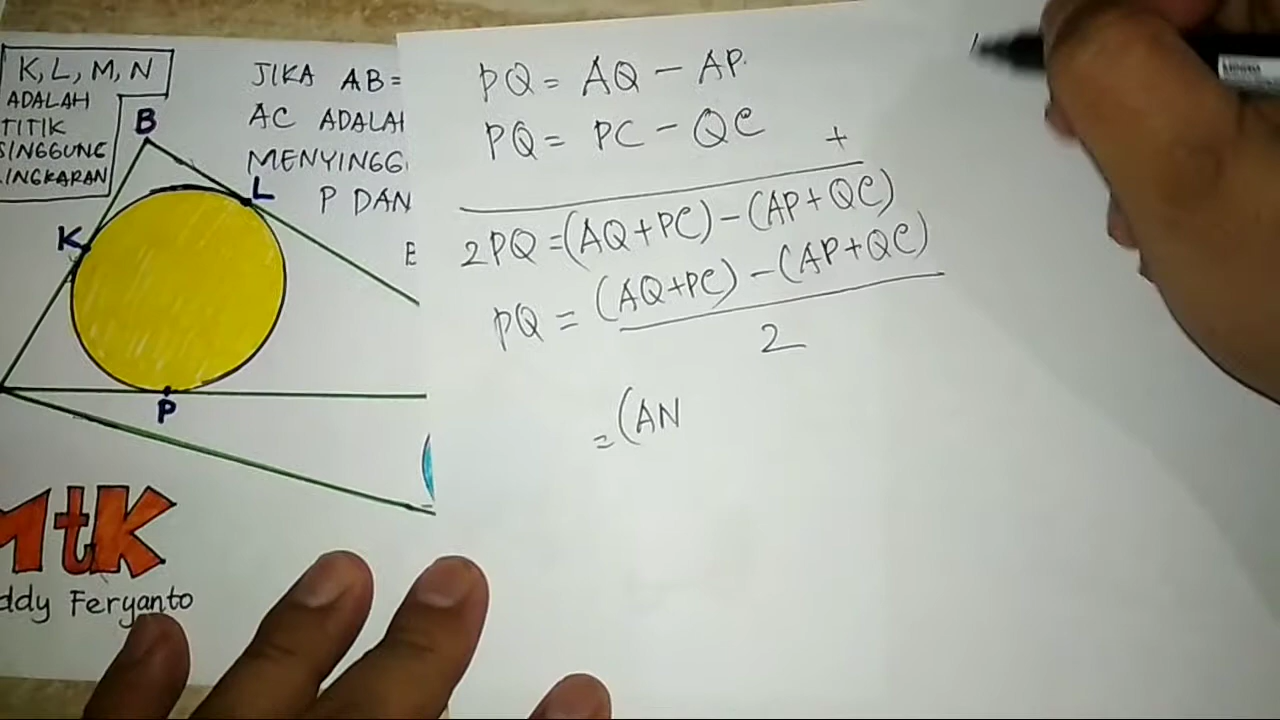 K, L, M, N
ADALAH
TITIK
SINGGUNG
LINGKARAN
B
K
L
P
JIKA AB=
AC ADALAH
MENYINGG
P DAN
E
MtK
ddy Feryanto
PQ = AQ - AP
PQ = PC - QC +
2PQ = (AQ+PC) - (AP+QC)
PQ = (AQ+PC) - (AP+QC)
2
= (AN